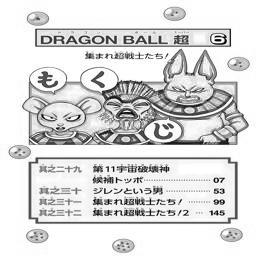 DRAGON BALL 超 6
集まれ超戦士たち!
もくじ
其之二十九 第11宇宙破壊神
候補トッポ……………… 07
其之三十 ジレンという男……… 53
其之三十一 集まれ超戦士たち! ……… 99
其之三十二 集まれ超戦士たち!2 … 145